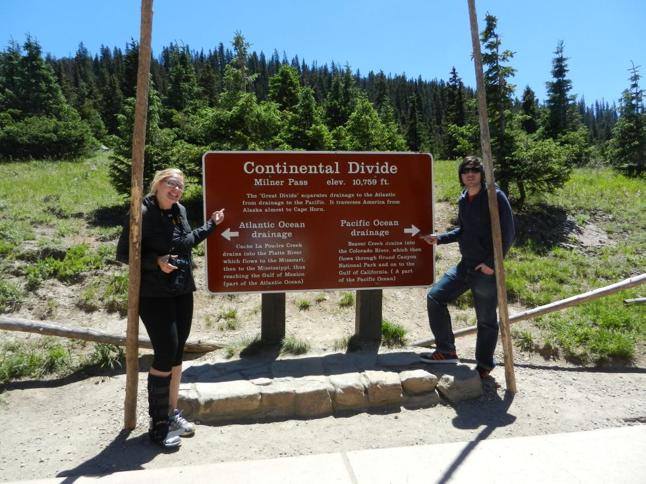 Continental Divide
Milner Pass elev. 10,759 ft.
The "Great Divide" separates drainage to the Atlantic
from drainage to the Pacific. It traverses America from
Alaska almost to Cape Horn.
Atlantic Ocean
drainage
Cache La Poudre Creek
drains into the Platte River
which flows to the Missouri,
then to the Mississippi, thus
reaching the Gulf of Mexico
(part of the Atlantic Ocean)
Pacific Ocean
drainage
Beaver Creek drains into
the Colorado River, which then
flows through Grand Canyon
National Park and on to the
Gulf of California. (A part
of the Pacific Ocean)